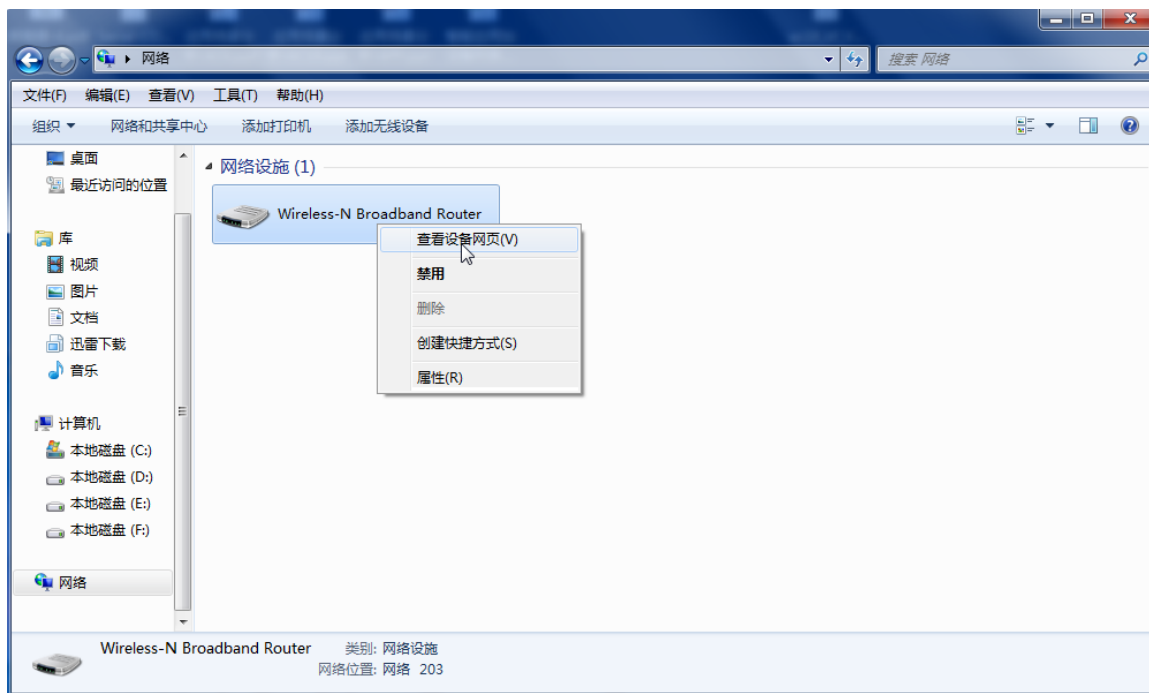 网络
搜索 网络
文件(F) 编辑(E) 查看(V) 工具(T) 帮助(H)
组织 网络和共享中心 添加打印机 添加无线设备
桌面
最近访问的位置
库
视频
图片
文档
迅雷下载
音乐
计算机
本地磁盘 (C:)
本地磁盘 (D:)
本地磁盘 (E:)
本地磁盘 (F:)
网络
网络设施 (1)
Wireless-N Broadband Router
查看设备网页(V)
禁用
删除
创建快捷方式(S)
属性(R)
Wireless-N Broadband Router 类别: 网络设施
网络位置: 网络 203